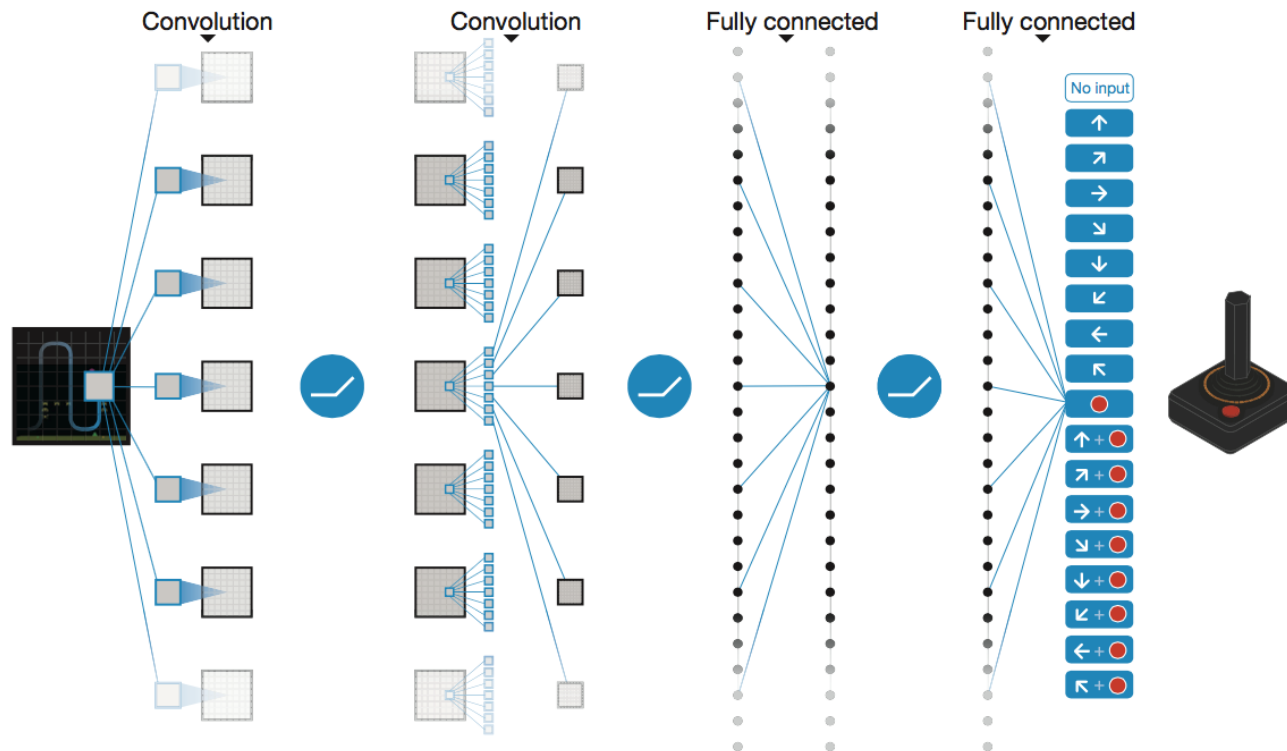 Convolution
Convolution
Fully connected
Fully connected
No input
+
+
+
+
+
+
+
+